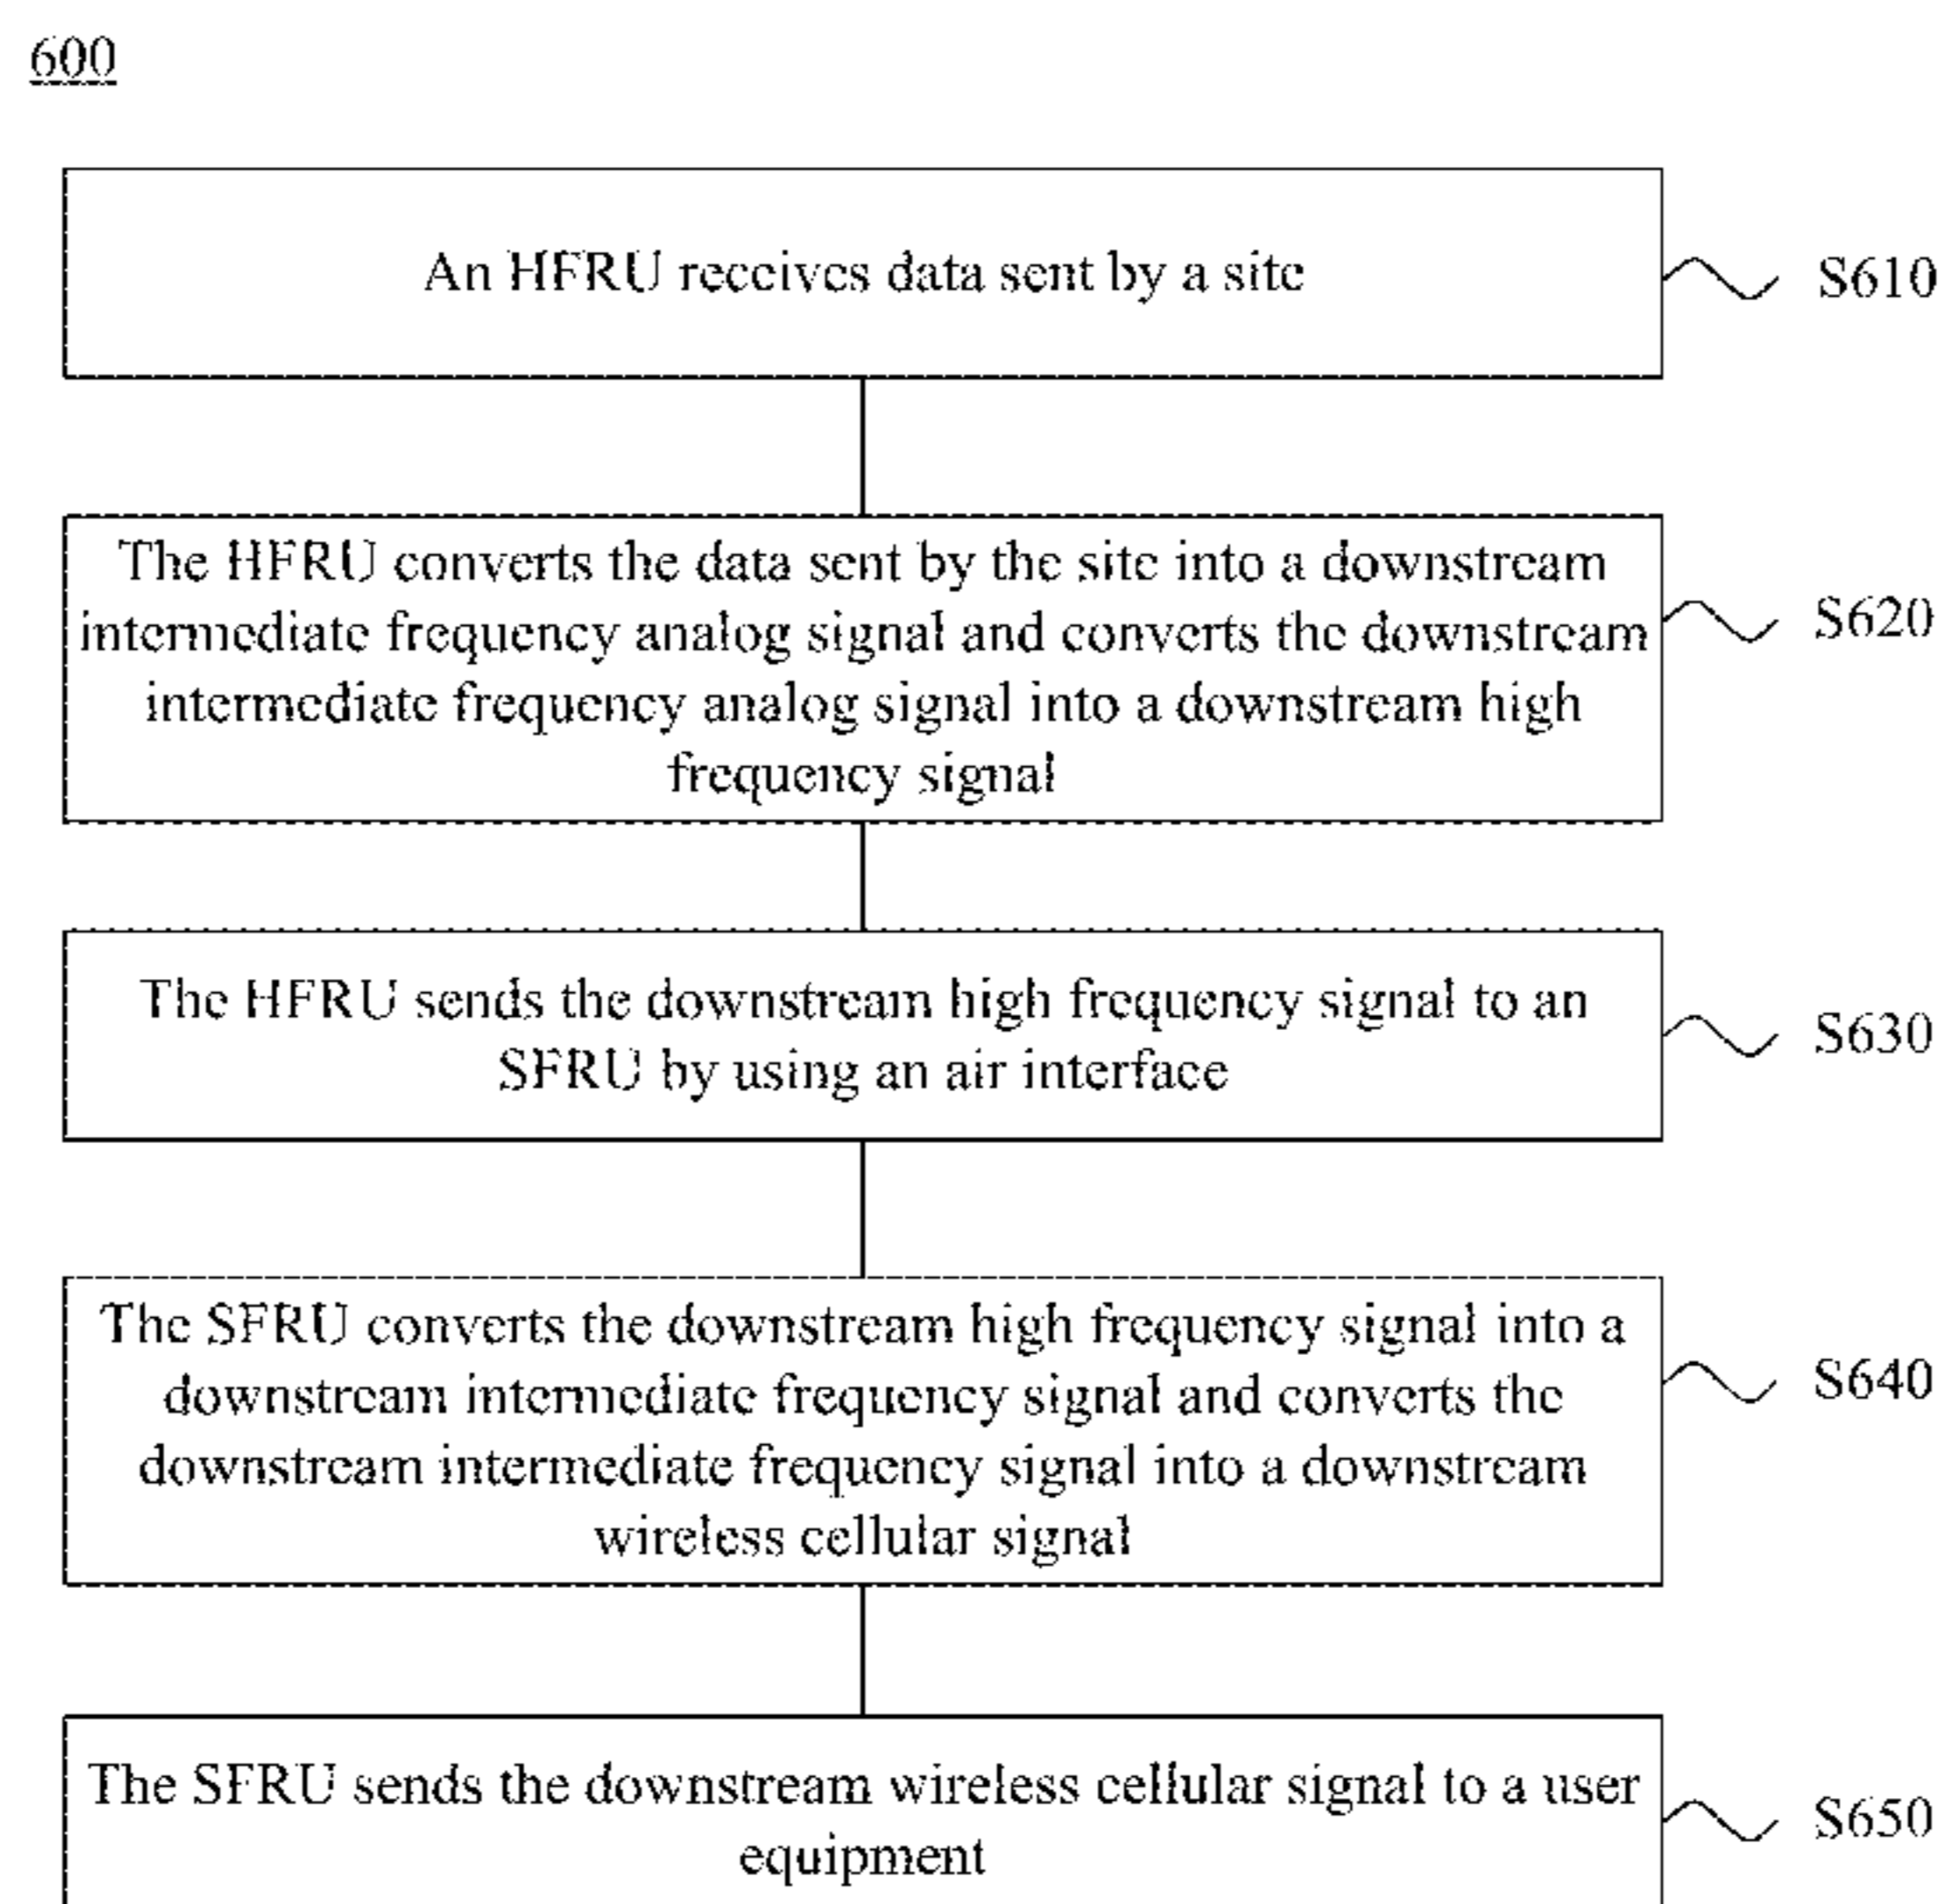 600
An HFRU receives data sent by a site
S610
The HFRU converts the data sent by the site into a downstream
intermediate frequency analog signal and converts the downstream
intermediate frequency analog signal into a downstream high
frequency signal
S620
The HFRU sends the downstream high frequency signal to an
SFRU by using an air interface
S630
The SFRU converts the downstream high frequency signal into a
downstream intermediate frequency signal and converts the
downstream intermediate frequency signal into a downstream
wireless cellular signal
S640
The SFRU sends the downstream wireless cellular signal to a user
equipment
S650